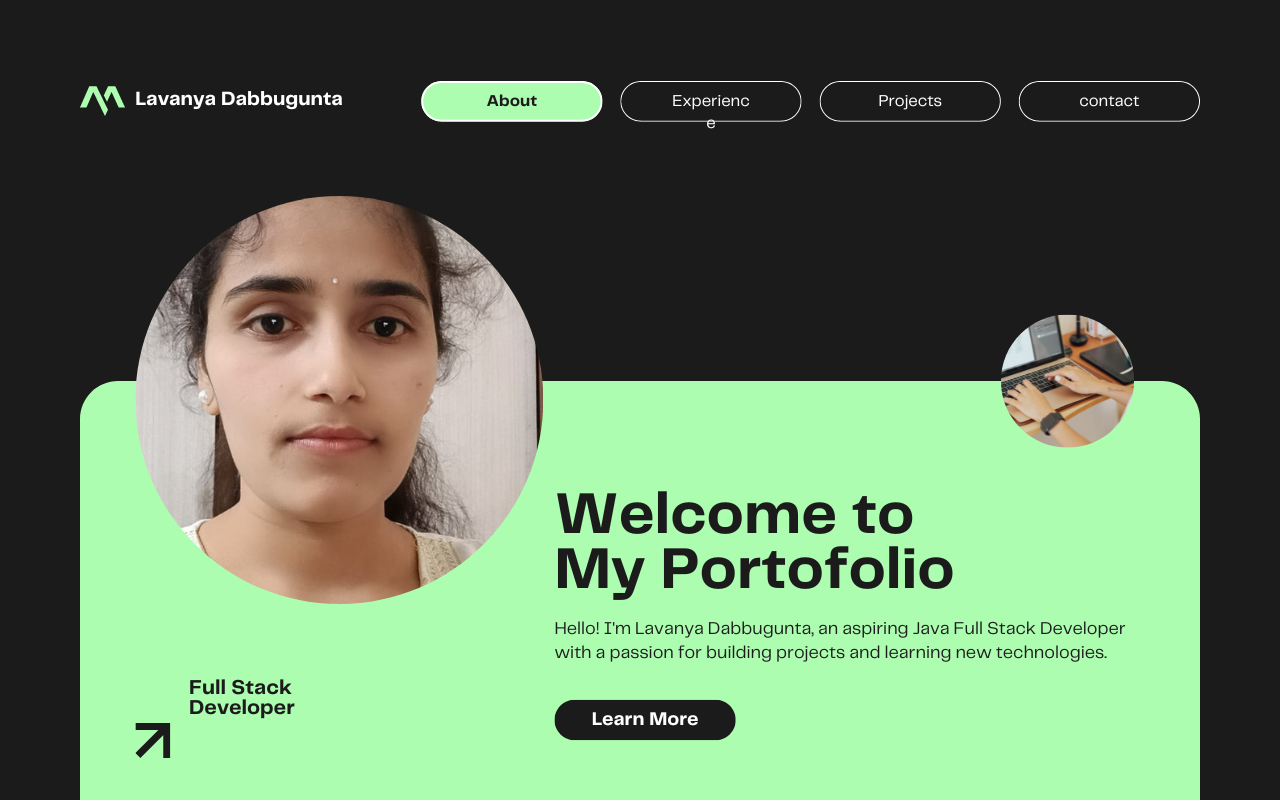 Lavanya Dabbugunta
About
Experienc
e
Projects
contact
Welcome to
My Portofolio
Hello! I'm Lavanya Dabbugunta, an aspiring Java Full Stack Developer
with a passion for building projects and learning new technologies.
Full Stack
Developer
Learn More